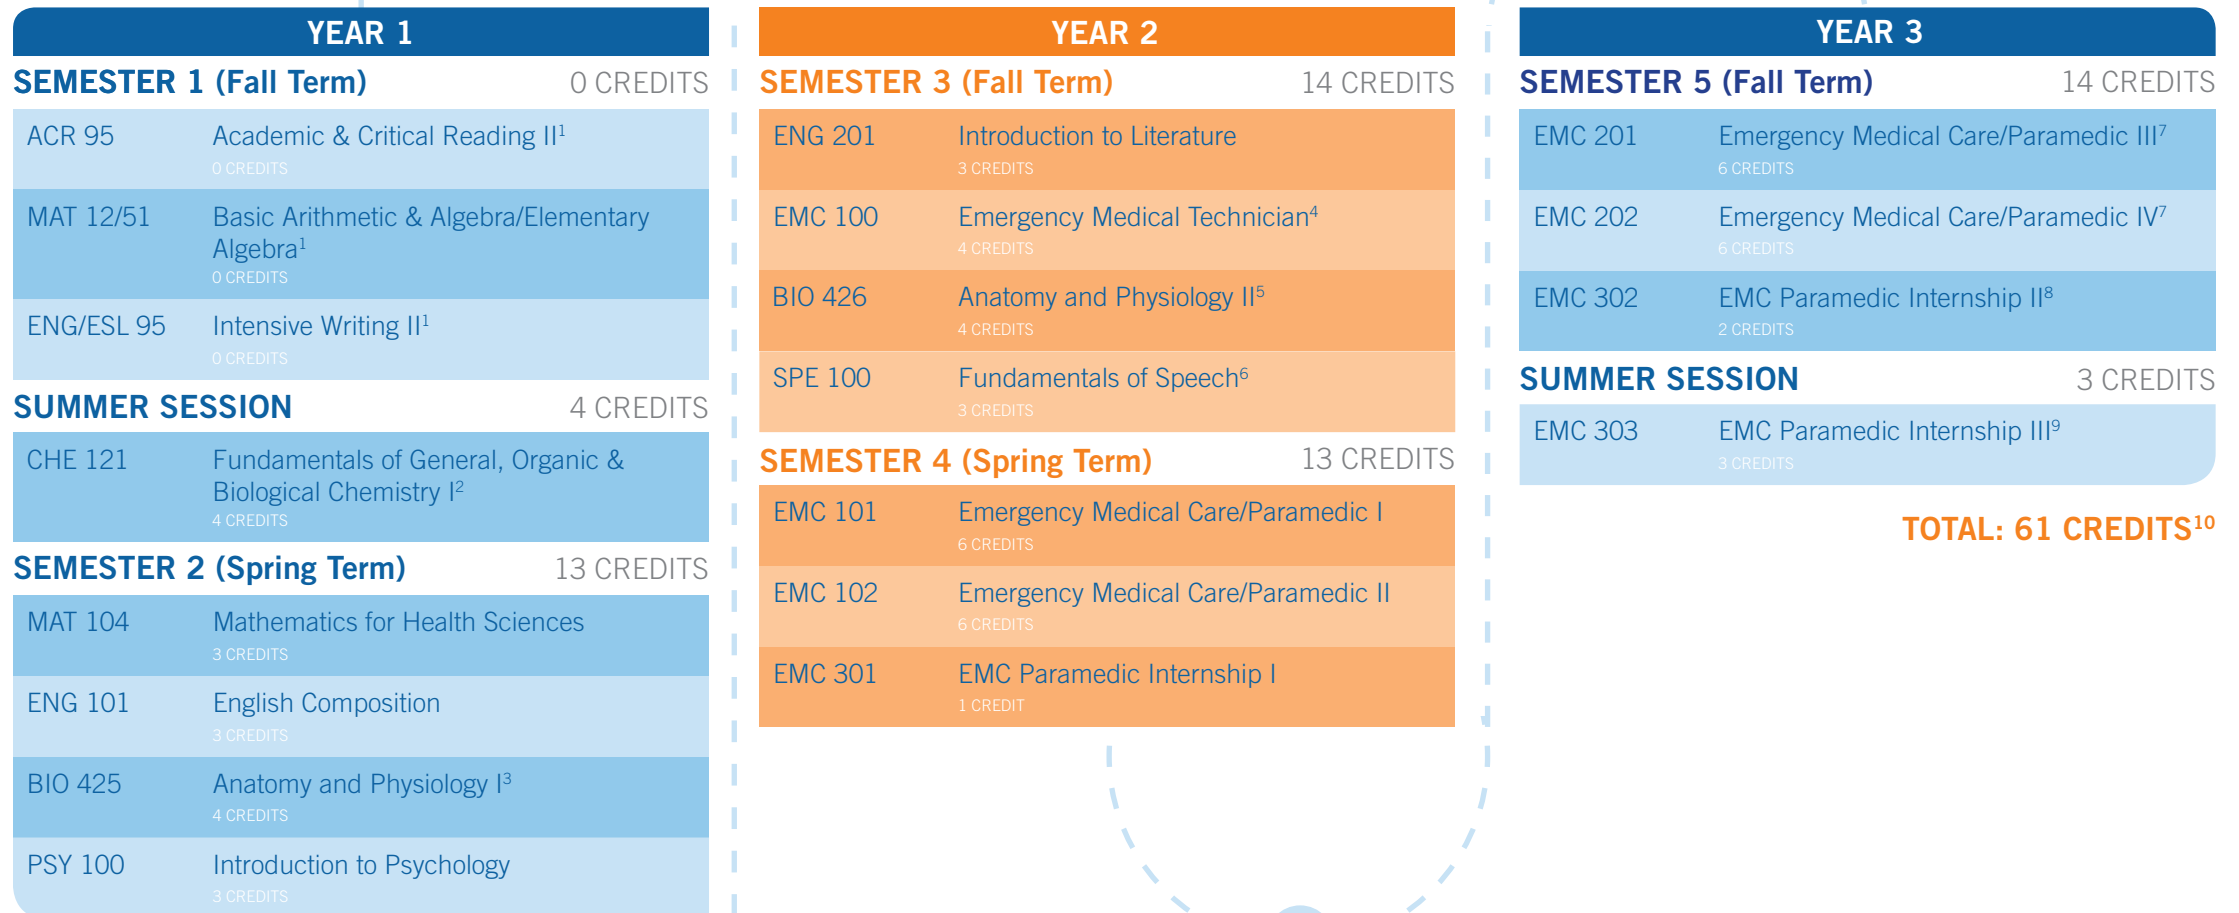 YEAR 1
SEMESTER 1 (Fall Term) 0 CREDITS
ACR 95 Academic & Critical Reading II¹
0 CREDITS
MAT 12/51 Basic Arithmetic & Algebra/Elementary
Algebra¹
0 CREDITS
ENG/ESL 95 Intensive Writing II¹
0 CREDITS
SUMMER SESSION 4 CREDITS
CHE 121 Fundamentals of General, Organic &
Biological Chemistry I²
4 CREDITS
SEMESTER 2 (Spring Term) 13 CREDITS
MAT 104 Mathematics for Health Sciences
3 CREDITS
ENG 101 English Composition
3 CREDITS
BIO 425 Anatomy and Physiology I³
4 CREDITS
PSY 100 Introduction to Psychology
3 CREDITS
YEAR 2
SEMESTER 3 (Fall Term) 14 CREDITS
ENG 201 Introduction to Literature
3 CREDITS
EMC 100 Emergency Medical Technician⁴
4 CREDITS
BIO 426 Anatomy and Physiology II⁵
4 CREDITS
SPE 100 Fundamentals of Speech⁶
3 CREDITS
SEMESTER 4 (Spring Term) 13 CREDITS
EMC 101 Emergency Medical Care/Paramedic I
6 CREDITS
EMC 102 Emergency Medical Care/Paramedic II
6 CREDITS
EMC 301 EMC Paramedic Internship I
1 CREDIT
YEAR 3
SEMESTER 5 (Fall Term) 14 CREDITS
EMC 201 Emergency Medical Care/Paramedic III⁷
6 CREDITS
EMC 202 Emergency Medical Care/Paramedic IV⁷
6 CREDITS
EMC 302 EMC Paramedic Internship II⁸
2 CREDITS
SUMMER SESSION 3 CREDITS
EMC 303 EMC Paramedic Internship III⁹
3 CREDITS
TOTAL: 61 CREDITS¹⁰